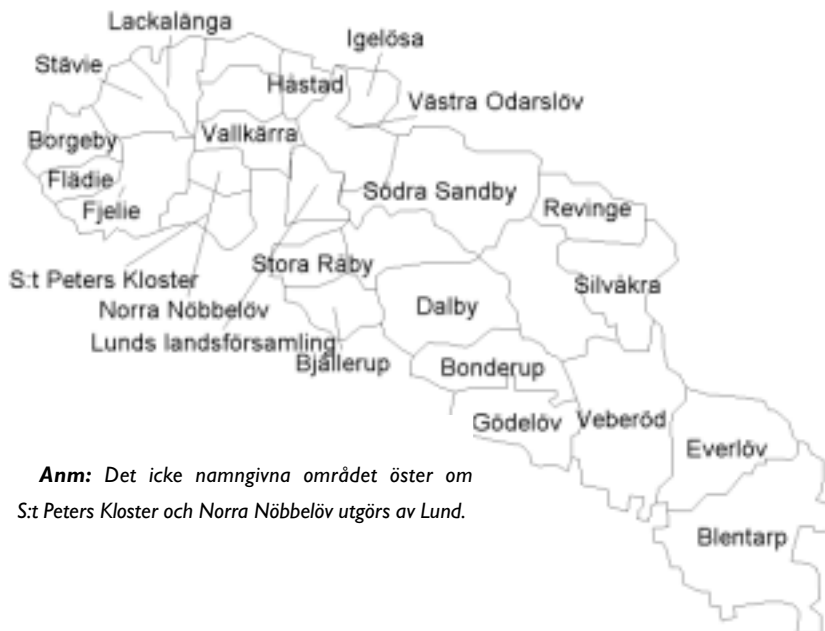 Lackalänga
Igelösa
Stävie
Håstad
Västra Odarslöv
Borgeby
Vallkärra
Flädie
Södra Sandby
Fjelie
Revinge
S:t Peters Kloster
Stora Råby
Silvåkra
Norra Nöbbelöv
Dalby
Lunds landsförsamling
Bjällerup
Bonderup
Gödelöv
Veberöd
Everlöv
Anm: Det icke namngivna området öster om
S:t Peters Kloster och Norra Nöbbelöv utgörs av Lund.
Blentarp